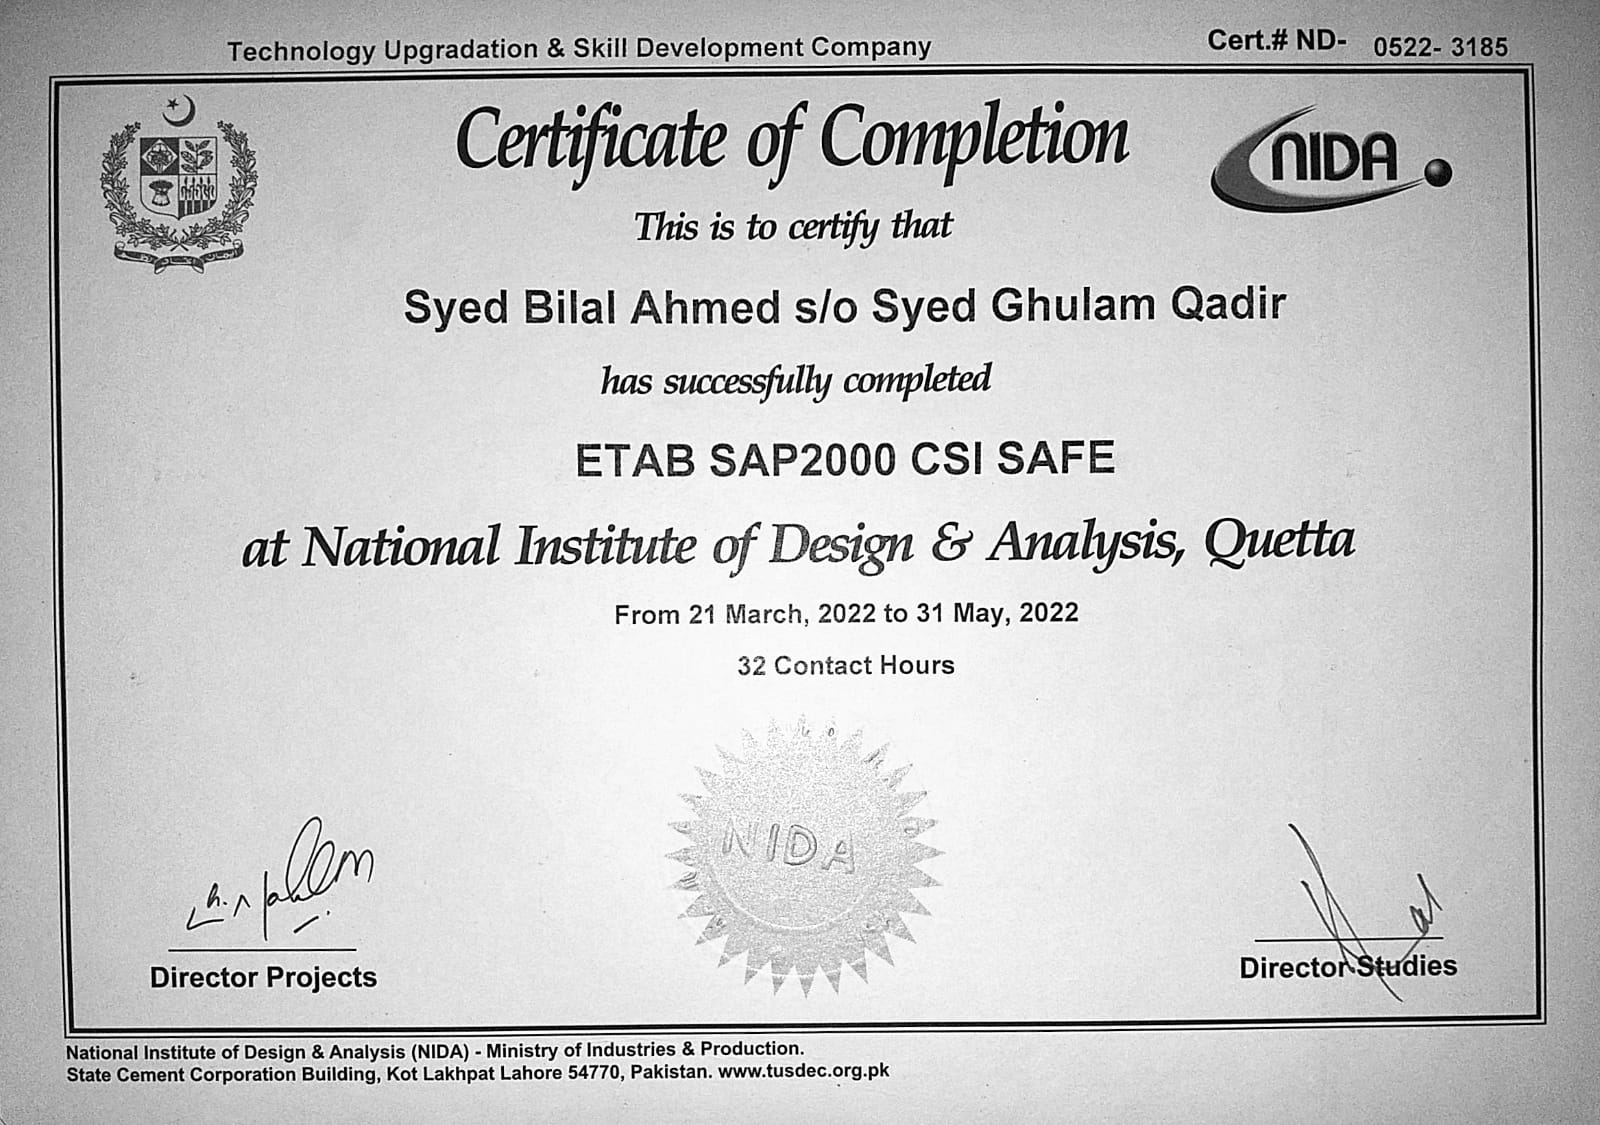 Technology Upgradation & Skill Development Company
Cert.# ND- 0522- 3185
Certificate of Completion
NIDA
This is to certify that
Syed Bilal Ahmed s/o Syed Ghulam Qadir
has successfully completed
ETAB SAP2000 CSI SAFE
at National Institute of Design & Analysis, Quetta
From 21 March, 2022 to 31 May, 2022
32 Contact Hours
NIDA
Director Projects
Director Studies
National Institute of Design & Analysis (NIDA) - Ministry of Industries & Production.
State Cement Corporation Building, Kot Lakhpat Lahore 54770, Pakistan. www.tusdec.org.pk